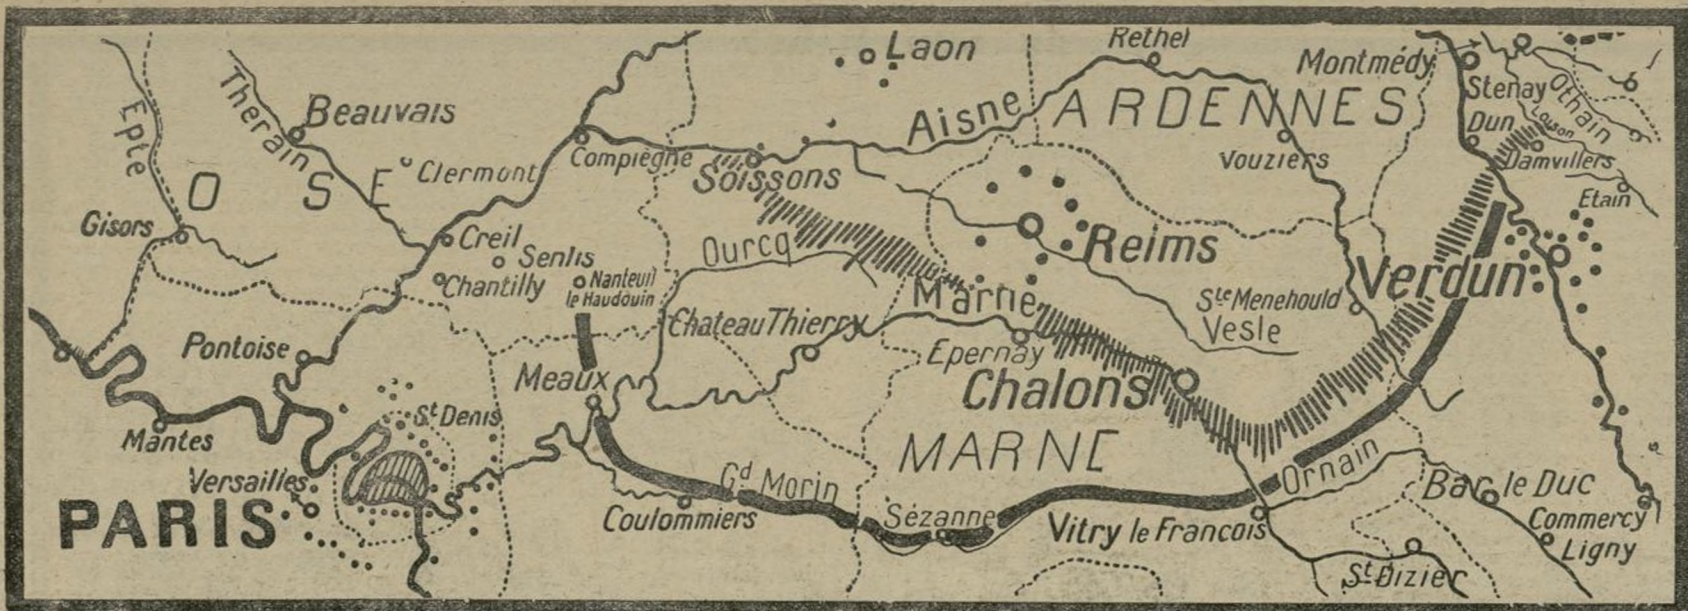 Laon
Rethel
Montmédy
Stenay
Othain
Loison
Dun
Damvillers
Etain
Epte
Therain
Beauvais
Aisne
ARDENNES
Compiègne
Clermont
Soissons
Vouziers
OISE
Gisors
Creil
Senlis
Chantilly
Nanteuil
le Haudouin
Ourcq
Reims
Verdun
Marne
Ste Menehould
Vesle
Pontoise
Chateau Thierry
Epernay
Meaux
Chalons
Mantes
St Denis
MARNE
Versailles
PARIS
Gd Morin
Coulommiers
Sézanne
Vitry le Francois
Ornain
Bar le Duc
Commercy
Ligny
St Dizier